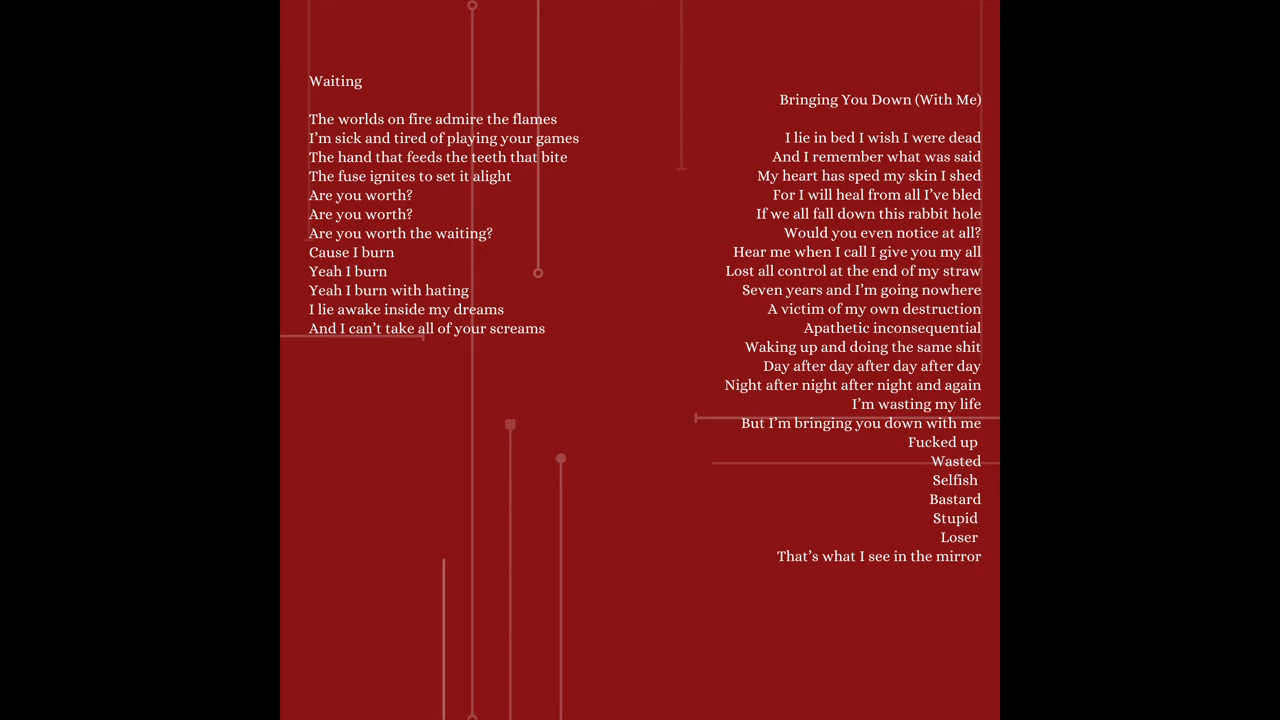 Waiting
The worlds on fire admire the flames
I'm sick and tired of playing your games
The hand that feeds the teeth that bite
The fuse ignites to set it alight
Are you worth?
Are you worth?
Are you worth the waiting?
Cause I burn
Yeah I burn
Yeah I burn with hating
I lie awake inside my dreams
And I can't take all of your screams
Bringing You Down (With Me)
I lie in bed I wish I were dead
And I remember what was said
My heart has sped my skin I shed
For I will heal from all I've bled
If we all fall down this rabbit hole
Would you even notice at all?
Hear me when I call I give you my all
Lost all control at the end of my straw
Seven years and I'm going nowhere
A victim of my own destruction
Apathetic inconsequential
Waking up and doing the same shit
Day after day after day after day
Night after night after night and again
I'm wasting my life
But I'm bringing you down with me
Fucked up
Wasted
Selfish
Bastard
Stupid
Loser
That's what I see in the mirror